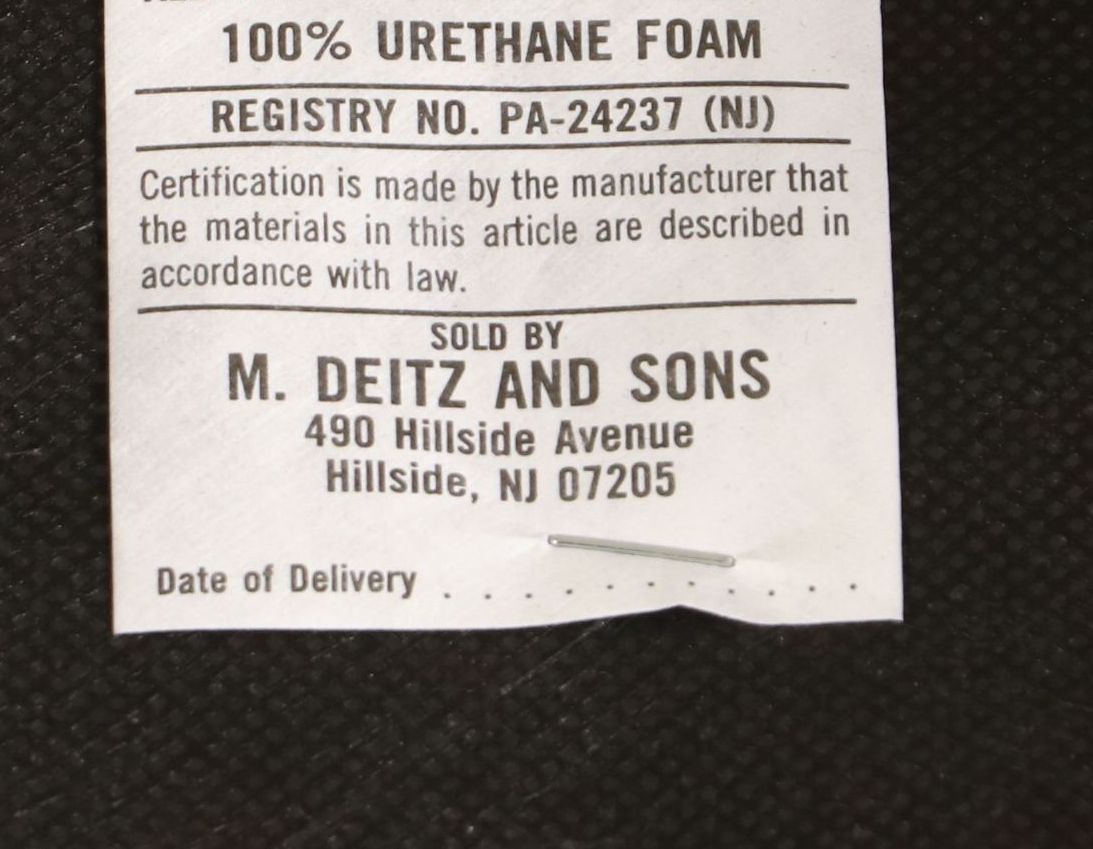 100% URETHANE FOAM
REGISTRY NO. PA-24237 (NJ)
Certification is made by the manufacturer that
the materials in this article are described in
accordance with law.
SOLD BY
M. DEITZ AND SONS
490 Hillside Avenue
Hillside, NJ 07205
Date of Delivery . . . . . . . . . . .